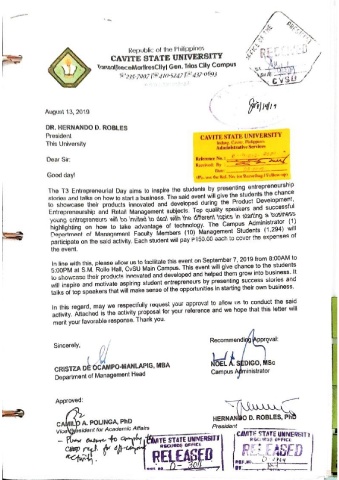 Republic of the Philippines
CAVITE STATE UNIVERSITY
Transal(BeaceMartiresCity| Gen. Trias City Campus
OFFICE OF THE PRESIDENT
RECEIVED
CVSU
August 13, 2019
DR. HERNANDO D. ROBLES
President
This University
CAVITE STATE UNIVERSITY
Indang, Cavite, Philippines
Administrative Services
Reference No.:
Received By:
Date:
Dear Sir:
Good day!
The T3 Entrepreneurial Day aims to inspire the students by presenting entrepreneurship
stories and talks on how to start a business. The said event will give the students the chance
to showcase their products innovated and developed during the Product Development,
Entrepreneurship and Retail Management subjects. Top quality speakers and successful
young entrepreneurs will be invited to deal with the different topics in starting a business
highlighting on how to take advantage of technology. The Campus Administrator (1)
Department of Management Faculty Members (10) Management Students (1,294) will
participate on the said activity. Each student will pay ₱150.00 each to cover the expenses of
the event.
In line with this, please allow us to facilitate this event on September 7, 2019 from 8:00AM to
5:00PM at S.M. Rolle Hall, CvSU Main Campus. This event will give chance to the students
to showcase their products innovated and developed and helped them grow into business. It
will inspire and motivate aspiring student entrepreneurs by presenting success stories and
talks of top speakers that will make sense of the opportunities in starting their own business.
In this regard, may we respectfully request your approval to allow us to conduct the said
activity. Attached is the activity proposal for your reference and we hope that this letter will
merit your favorable response. Thank you.
Sincerely,
Recommending Approval:
CRISTZA DE OCAMPO-MANLAPIG, MBA
Department of Management Head
NOEL A. SEDIGO, MSc
Campus Administrator
Approved:
CAMILO A. POLINGA, PhD
Vice President for Academic Affairs
HERNANDO D. ROBLES, PhD
President
- Please ensure to comply
activity.
CAVITE STATE UNIVERSITY
RECORDS OFFICE
RELEASED
CAVITE STATE UNIVERSITY
RECORDS OFFICE
RELEASED